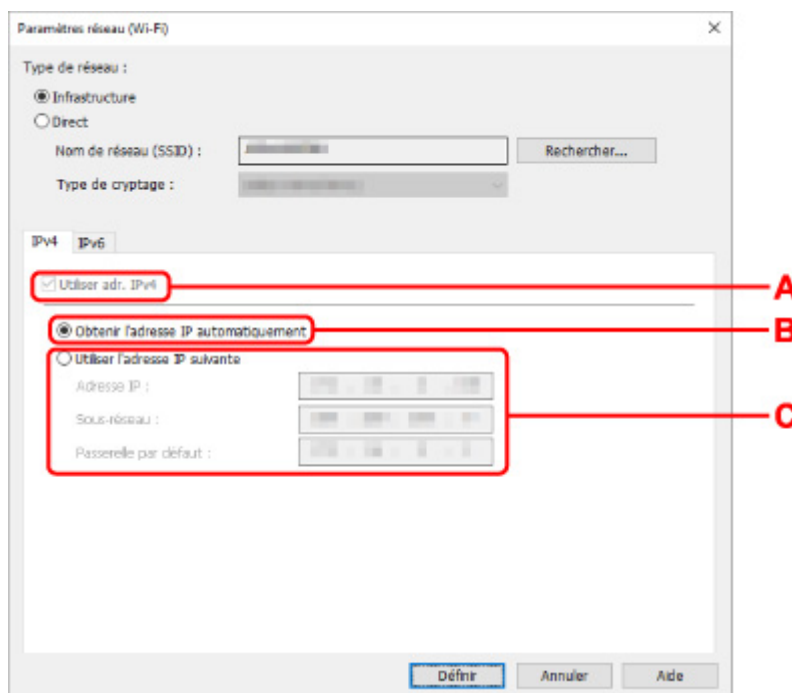 Paramètres réseau (Wi-Fi)
Type de réseau :
Infrastructure
Direct
Nom de réseau (SSID) :
Rechercher...
Type de cryptage :
IPv4 IPv6
Utiliser adr. IPv4
A
Obtenir l'adresse IP automatiquement
B
Utiliser l'adresse IP suivante
Adresse IP :
Sous-réseau :
C
Passerelle par défaut :
Définir Annuler Aide